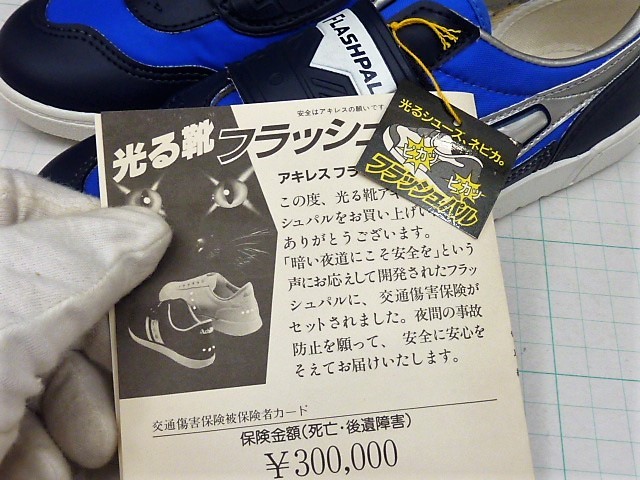 FLASHPAL
安全はアキレスの願いです
光る靴フラッシュ
光るシューズ、ネピカ。
ピカッ
ピカッ
フラッシュパル
アキレス フラ
この度、光る靴アキ
シュパルをお買い上げい
ありがとうございます。
「暗い夜道にこそ安全を」という
声にお応えして開発されたフラッ
シュパルに、交通傷害保険が
セットされました。夜間の事故
防止を願って、安全に安心を
そえてお届けいたします。
交通傷害保険被保険者カード
保険金額(死亡・後遺障害)
￥300,000